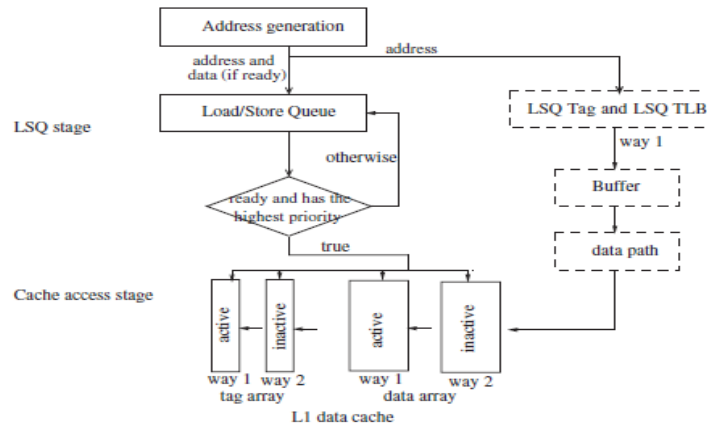 Address generation
address
address and
data (if ready)
LSQ stage
Load/Store Queue
LSQ Tag and LSQ TLB
otherwise
way 1
ready and has the
highest priority
Buffer
true
data path
Cache access stage
active
inactive
active
inactive
way 1 way 2 way 1 way 2
tag array data array
L1 data cache